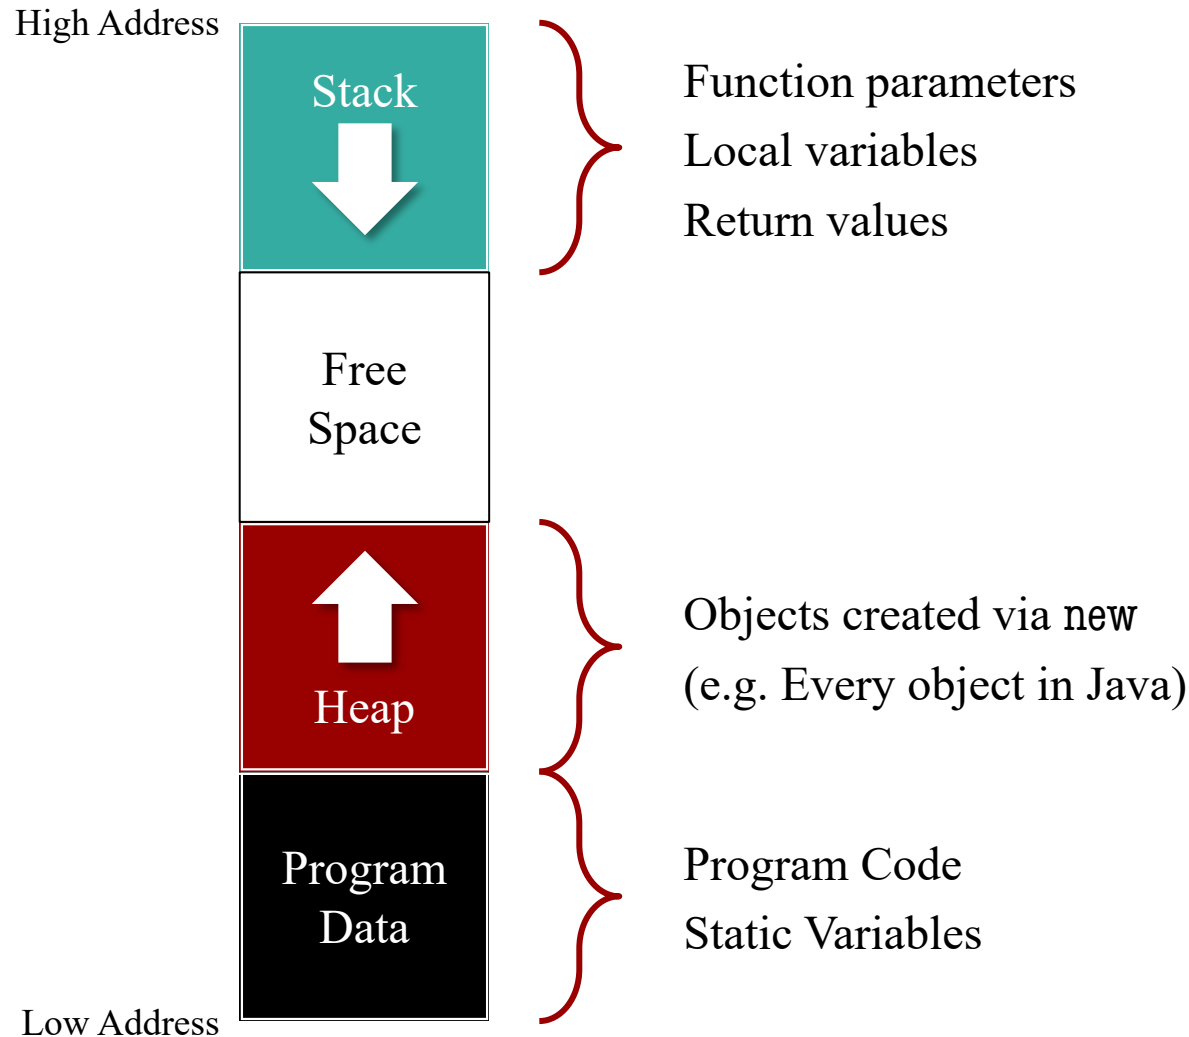 High Address
Stack
Function parameters
Local variables
Return values
Free
Space
Heap
Objects created via new
(e.g. Every object in Java)
Program
Data
Program Code
Static Variables
Low Address